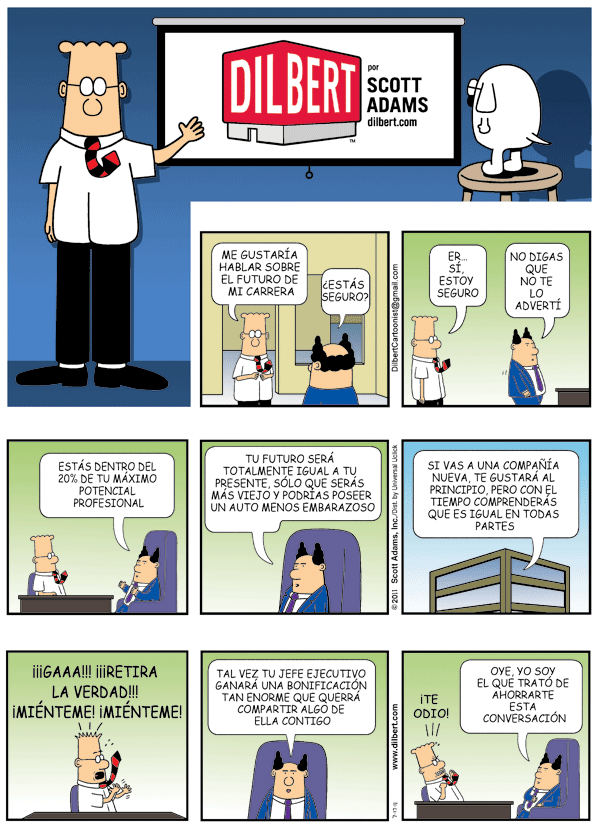 DILBERT
™
por
SCOTT
ADAMS
dilbert.com
ME GUSTARÍA
HABLAR SOBRE
EL FUTURO DE
MI CARRERA
¿ESTÁS
SEGURO?
DilbertCartoonist@gmail.com
ER...
SÍ,
ESTOY
SEGURO
NO DIGAS
QUE
NO TE
LO
ADVERTÍ
ESTÁS DENTRO DEL
20% DE TU MÁXIMO
POTENCIAL
PROFESIONAL
TU FUTURO SERÁ
TOTALMENTE IGUAL A TU
PRESENTE, SÓLO QUE SERÁS
MÁS VIEJO Y PODRÍAS POSEER
UN AUTO MENOS EMBARAZOSO
© 2011 Scott Adams, Inc./Dist. by Universal Uclick
SI VAS A UNA COMPAÑÍA
NUEVA, TE GUSTARÁ AL
PRINCIPIO, PERO CON EL
TIEMPO COMPRENDERÁS
QUE ES IGUAL EN TODAS
PARTES
¡¡¡GAAA!!! ¡¡¡RETIRA
LA VERDAD!!!
¡MIÉNTEME! ¡MIÉNTEME!
TAL VEZ TU JEFE EJECUTIVO
GANARÁ UNA BONIFICACIÓN
TAN ENORME QUE QUERRÁ
COMPARTIR ALGO DE
ELLA CONTIGO
www.dilbert.com
¡TE
ODIO!
OYE, YO SOY
EL QUE TRATÓ DE
AHORRARTE
ESTA
CONVERSACIÓN